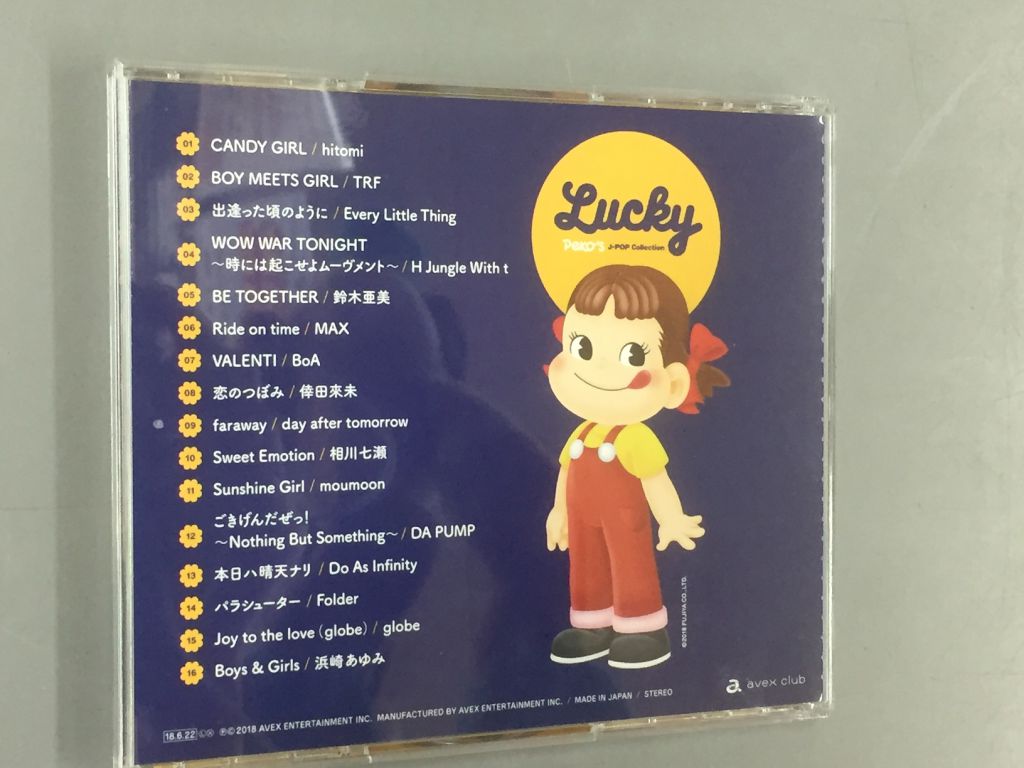 01 CANDY GIRL / hitomi
02 BOY MEETS GIRL / TRF
03 出逢った頃のように / Every Little Thing
04 WOW WAR TONIGHT
～時には起こせよムーヴメント～ / H Jungle With t
05 BE TOGETHER / 鈴木亜美
06 Ride on time / MAX
07 VALENTI / BoA
08 恋のつぼみ / 倖田來未
09 faraway / day after tomorrow
10 Sweet Emotion / 相川七瀬
11 Sunshine Girl / moumoon
12 ごきげんだぜっ!
～Nothing But Something～ / DA PUMP
13 本日ハ晴天ナリ / Do As Infinity
14 パラシューター / Folder
15 Joy to the love (globe) / globe
16 Boys & Girls / 浜崎あゆみ
Lucky
PEKO'S J-POP Collection
©2018 FUJIYA CO., LTD.
a avex club
18.6.22 Ⓛ Ⓧ ℗©2018 AVEX ENTERTAINMENT INC. MANUFACTURED BY AVEX ENTERTAINMENT INC. / MADE IN JAPAN / STEREO